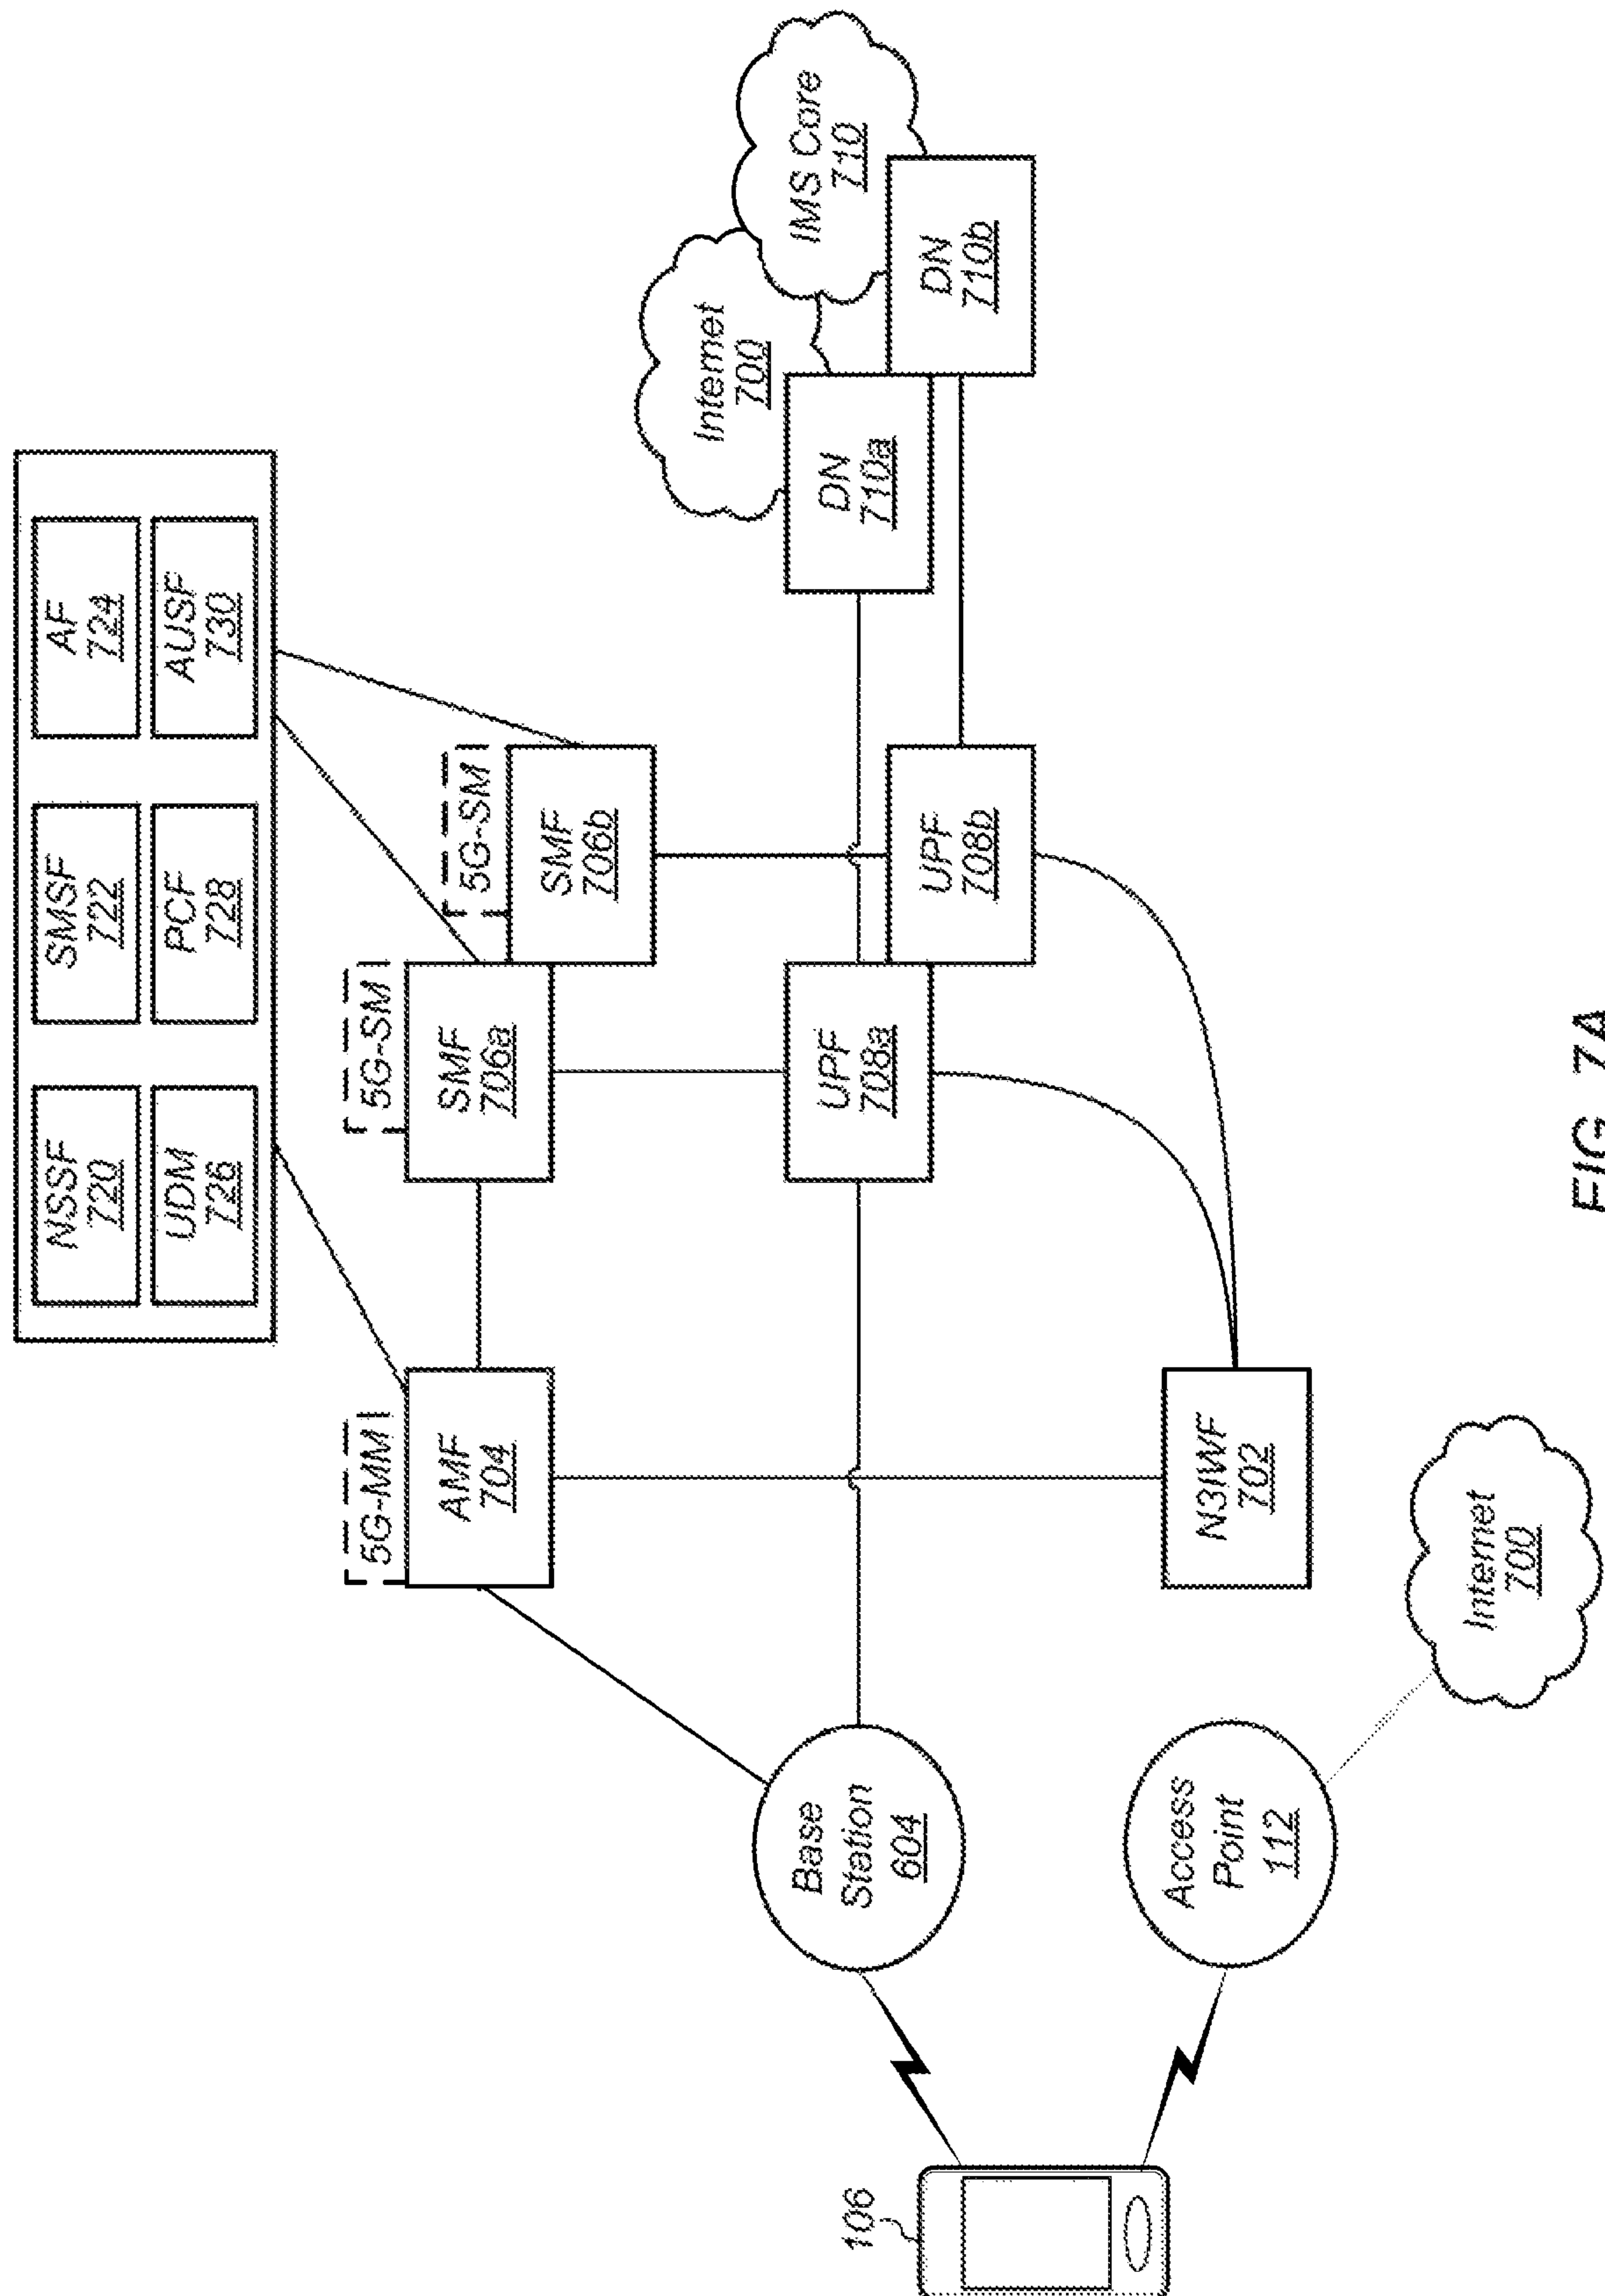 NSSF
720
SMSF
722
AF
724
UDM
726
PCF
728
AUSF
730
5G-MM
AMF
704
5G-SM
SMF
706a
5G-SM
SMF
706b
Internet
700
IMS Core
710
Base
Station
604
UPF
708a
DN
710a
UPF
708b
DN
710b
106
Access
Point
112
N3IWF
702
Internet
700
FIG. 7A